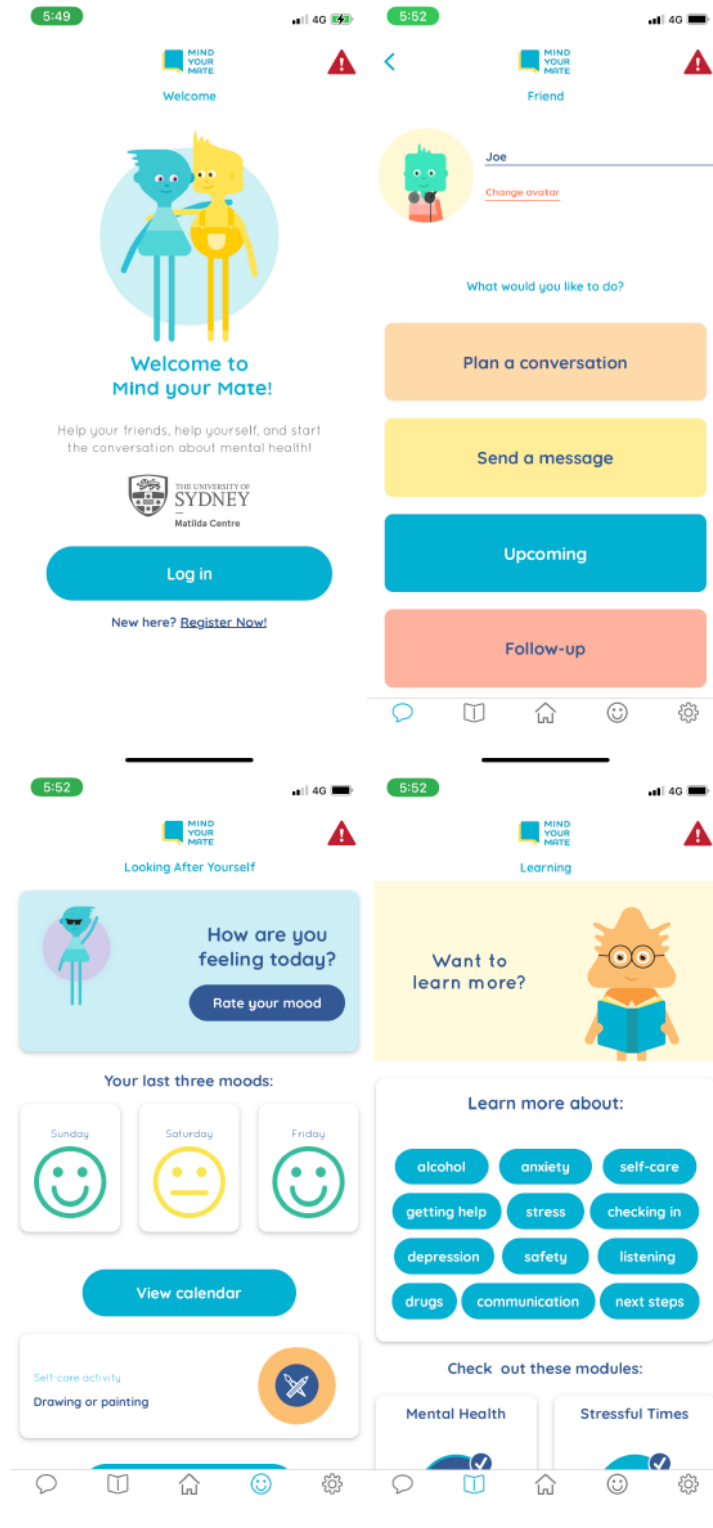 5:49
4G
MIND
YOUR
MATE
Welcome
Welcome to
Mind your Mate!
Help your friends, help yourself, and start
the conversation about mental health!
THE UNIVERSITY OF
SYDNEY
Matilda Centre
Log in
New here? Register Now!
5:52
4G
MIND
YOUR
MATE
Friend
Joe
Change avatar
What would you like to do?
Plan a conversation
Send a message
Upcoming
Follow-up
5:52
4G
MIND
YOUR
MATE
Looking After Yourself
How are you
feeling today?
Rate your mood
Your last three moods:
Sunday Saturday Friday
View calendar
Self-care activity
Drawing or painting
5:52
4G
MIND
YOUR
MATE
Learning
Want to
learn more?
Learn more about:
alcohol anxiety self-care
getting help stress checking in
depression safety listening
drugs communication next steps
Check out these modules:
Mental Health Stressful Times